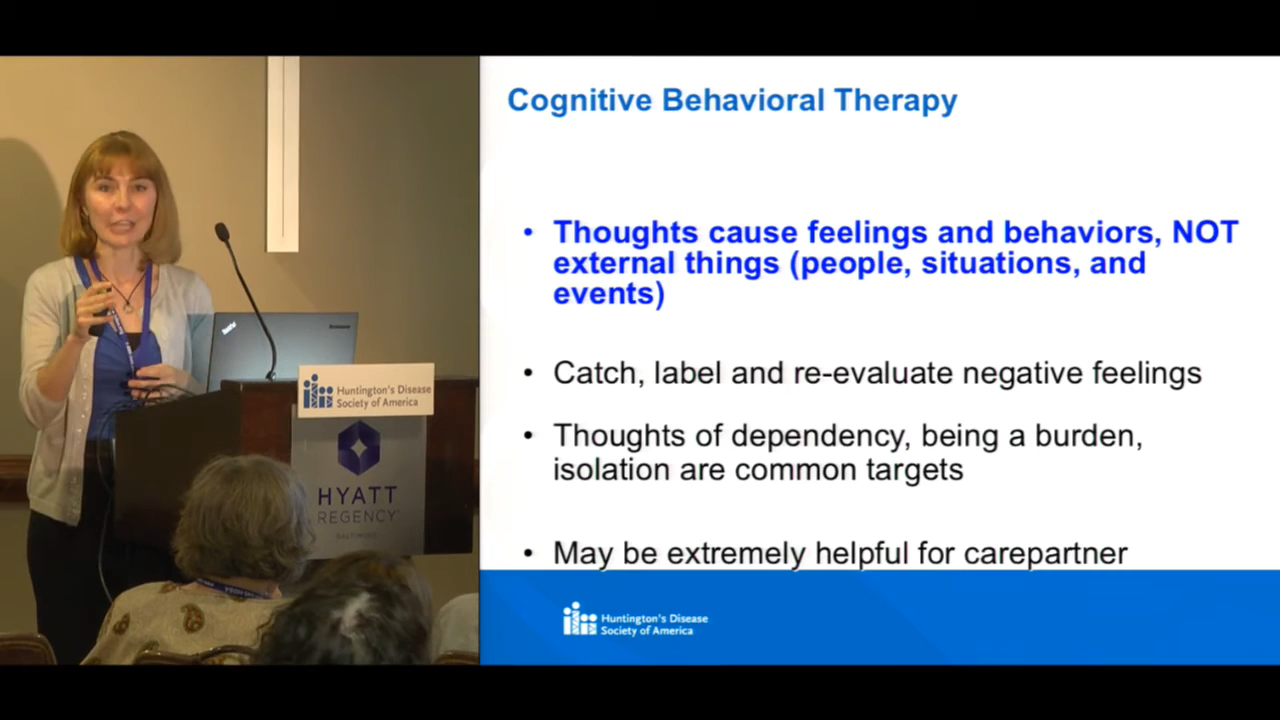 Cognitive Behavioral Therapy
• Thoughts cause feelings and behaviors, NOT
external things (people, situations, and
events)
• Catch, label and re-evaluate negative feelings
• Thoughts of dependency, being a burden,
isolation are common targets
• May be extremely helpful for carepartner
Huntington's Disease
Society of America
ThinkPad
Lenovo
Huntington's Disease
Society of America
HYATT
REGENCY
BALTIMORE